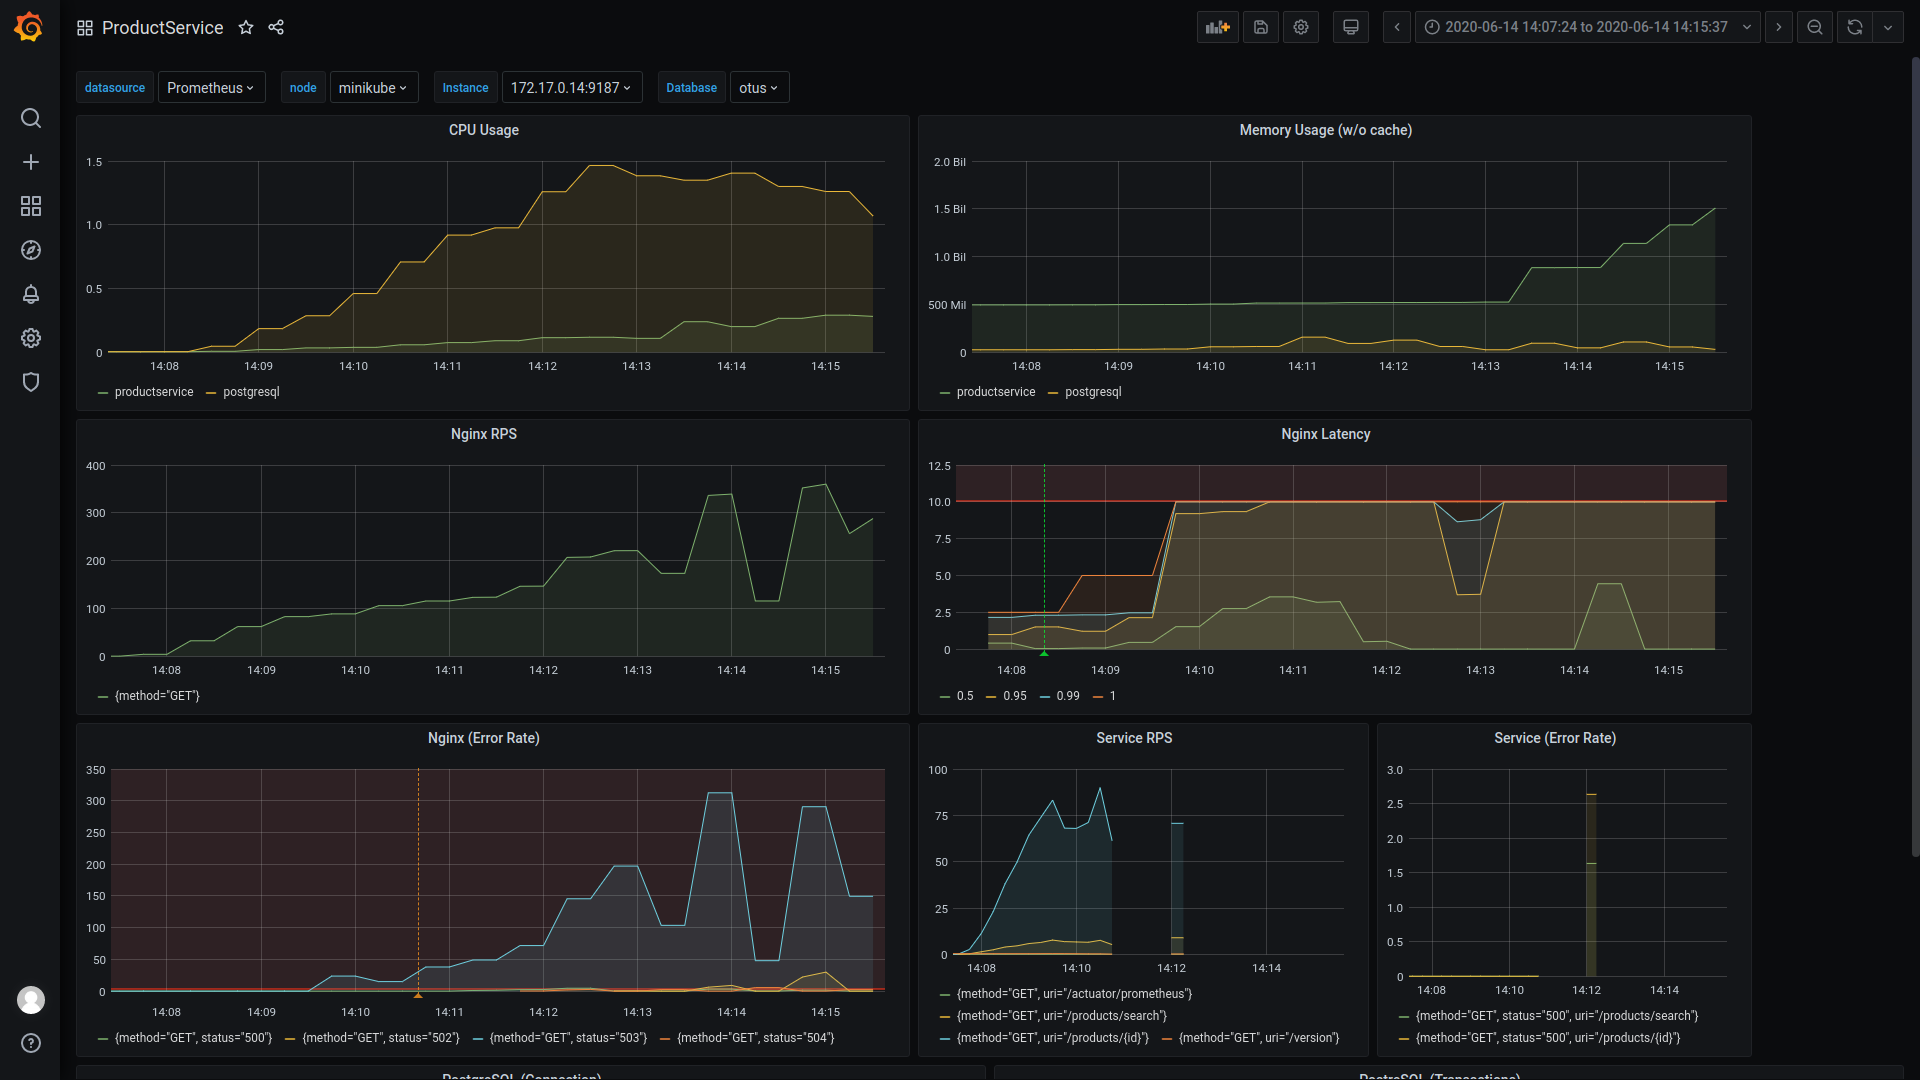 ProductService
2020-06-14 14:07:24 to 2020-06-14 14:15:37
datasource Prometheus node minikube Instance 172.17.0.14:9187 Database otus
CPU Usage
1.5
1.0
0.5
0
14:08 14:09 14:10 14:11 14:12 14:13 14:14 14:15
productservice postgresql
Memory Usage (w/o cache)
2.0 Bil
1.5 Bil
1.0 Bil
500 Mil
0
14:08 14:09 14:10 14:11 14:12 14:13 14:14 14:15
productservice postgresql
Nginx RPS
400
300
200
100
0
14:08 14:09 14:10 14:11 14:12 14:13 14:14 14:15
{method="GET"}
Nginx Latency
12.5
10.0
7.5
5.0
2.5
0
14:08 14:09 14:10 14:11 14:12 14:13 14:14 14:15
0.5 0.95 0.99 1
Nginx (Error Rate)
350
300
250
200
150
100
50
0
14:08 14:09 14:10 14:11 14:12 14:13 14:14 14:15
{method="GET", status="500"} {method="GET", status="502"} {method="GET", status="503"} {method="GET", status="504"}
Service RPS
100
75
50
25
0
14:08 14:10 14:12 14:14
{method="GET", uri="/actuator/prometheus"}
{method="GET", uri="/products/search"}
{method="GET", uri="/products/{id}"} {method="GET", uri="/version"}
Service (Error Rate)
3.0
2.5
2.0
1.5
1.0
0.5
0
14:08 14:10 14:12 14:14
{method="GET", status="500", uri="/products/search"}
{method="GET", status="500", uri="/products/{id}"}
PostgreSQL (Connection)
PostreSQL (Transactions)